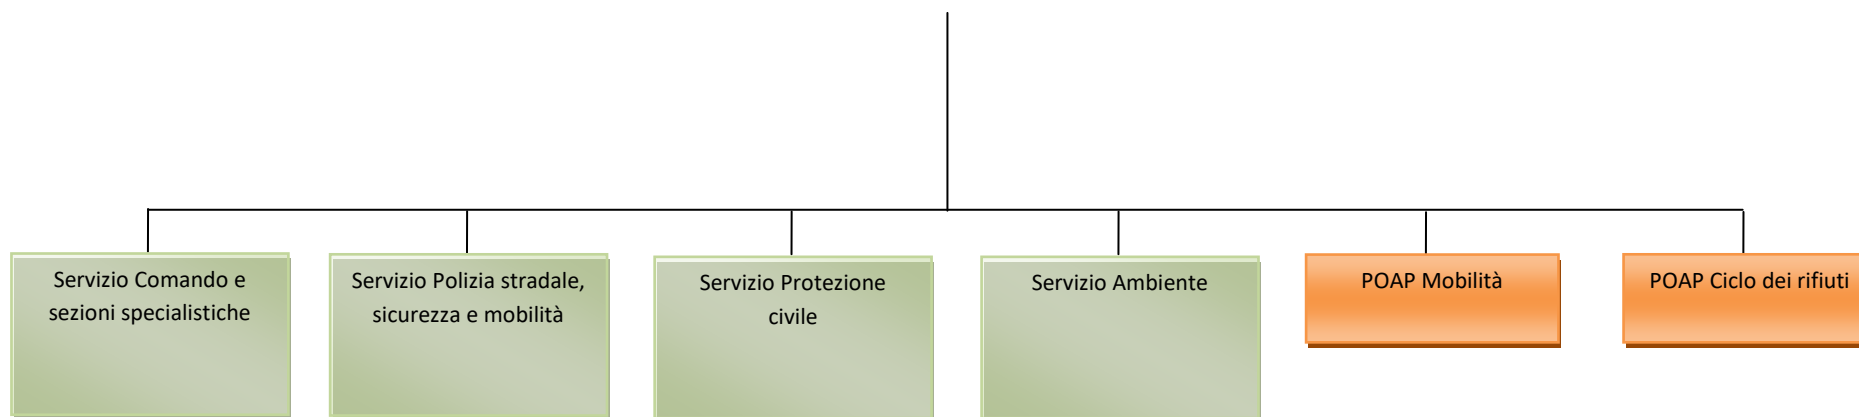 Servizio Comando e
sezioni specialistiche
Servizio Polizia stradale,
sicurezza e mobilità
Servizio Protezione
civile
Servizio Ambiente
POAP Mobilità
POAP Ciclo dei rifiuti